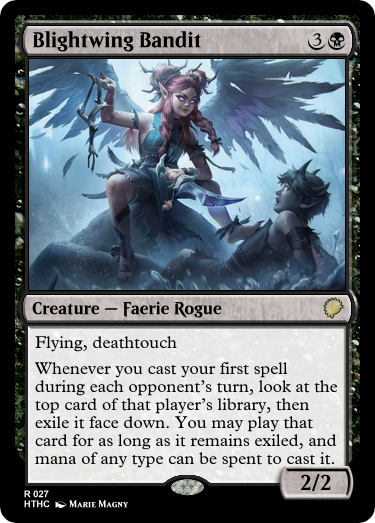 Blightwing Bandit 3
Creature — Faerie Rogue
Flying, deathtouch
Whenever you cast your first spell
during each opponent's turn, look at the
top card of that player's library, then
exile it face down. You may play that
card for as long as it remains exiled, and
mana of any type can be spent to cast it.
2/2
R 027
HTHC Marie Magny